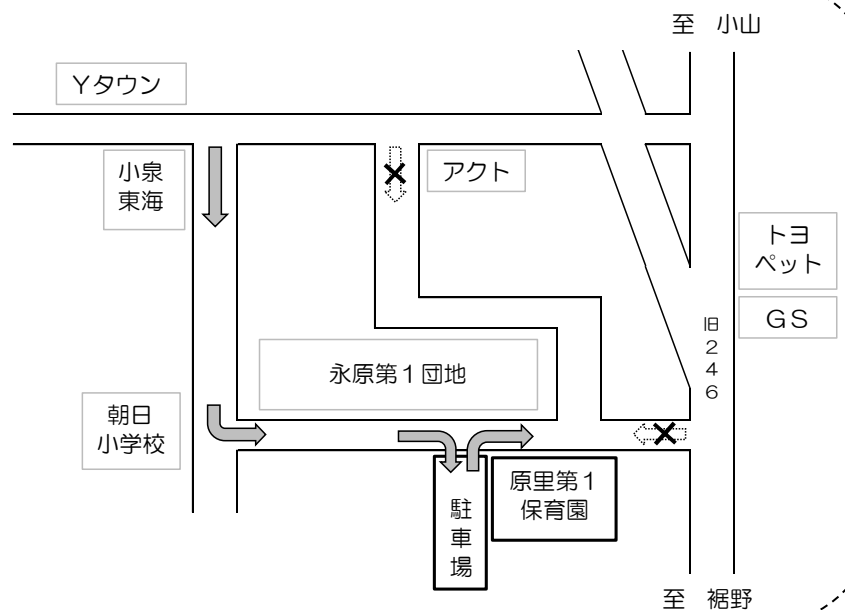 至　小山
Ｙタウン
小泉
東海
アクト
トヨ
ペット
ＧＳ
旧
２
４
６
永原第１団地
朝日
小学校
原里第１
保育園
駐
車
場
至　裾野